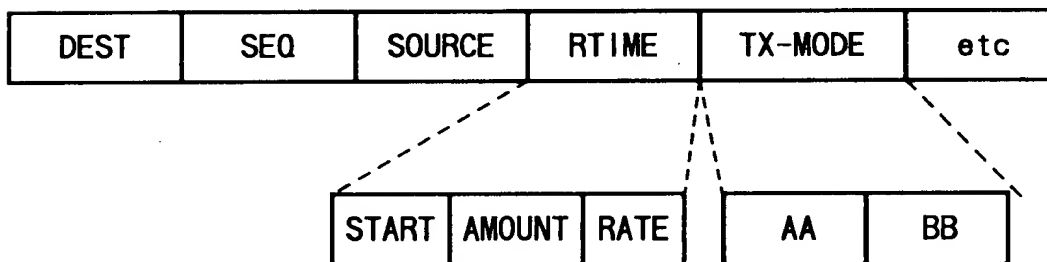 DEST SEQ SOURCE RTIME TX-MODE etc
START AMOUNT RATE AA BB